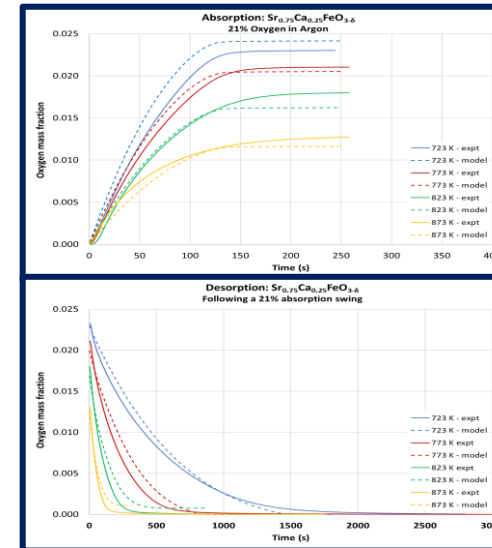 Absorption: Sr0.75Ca0.25FeO3-δ
21% Oxygen in Argon
0.025
0.020
0.015
0.010
0.005
0.000
Oxygen mass fraction
0 50 100 150 200 250 300 350
Time (s)
723 K - expt
723 K - model
773 K - expt
773 K - model
823 K - expt
823 K - model
873 K - expt
873 K - model
Desorption: Sr0.75Ca0.25FeO3-δ
Following a 21% absorption swing
0.025
0.020
0.015
0.010
0.005
0.000
Oxygen mass fraction
0 500 1000 1500 2000 2500
Time (s)
723 K - expt
723 K - model
773 K expt
773 K - model
823 K expt
823 K - model
873 K - expt
873 K - model